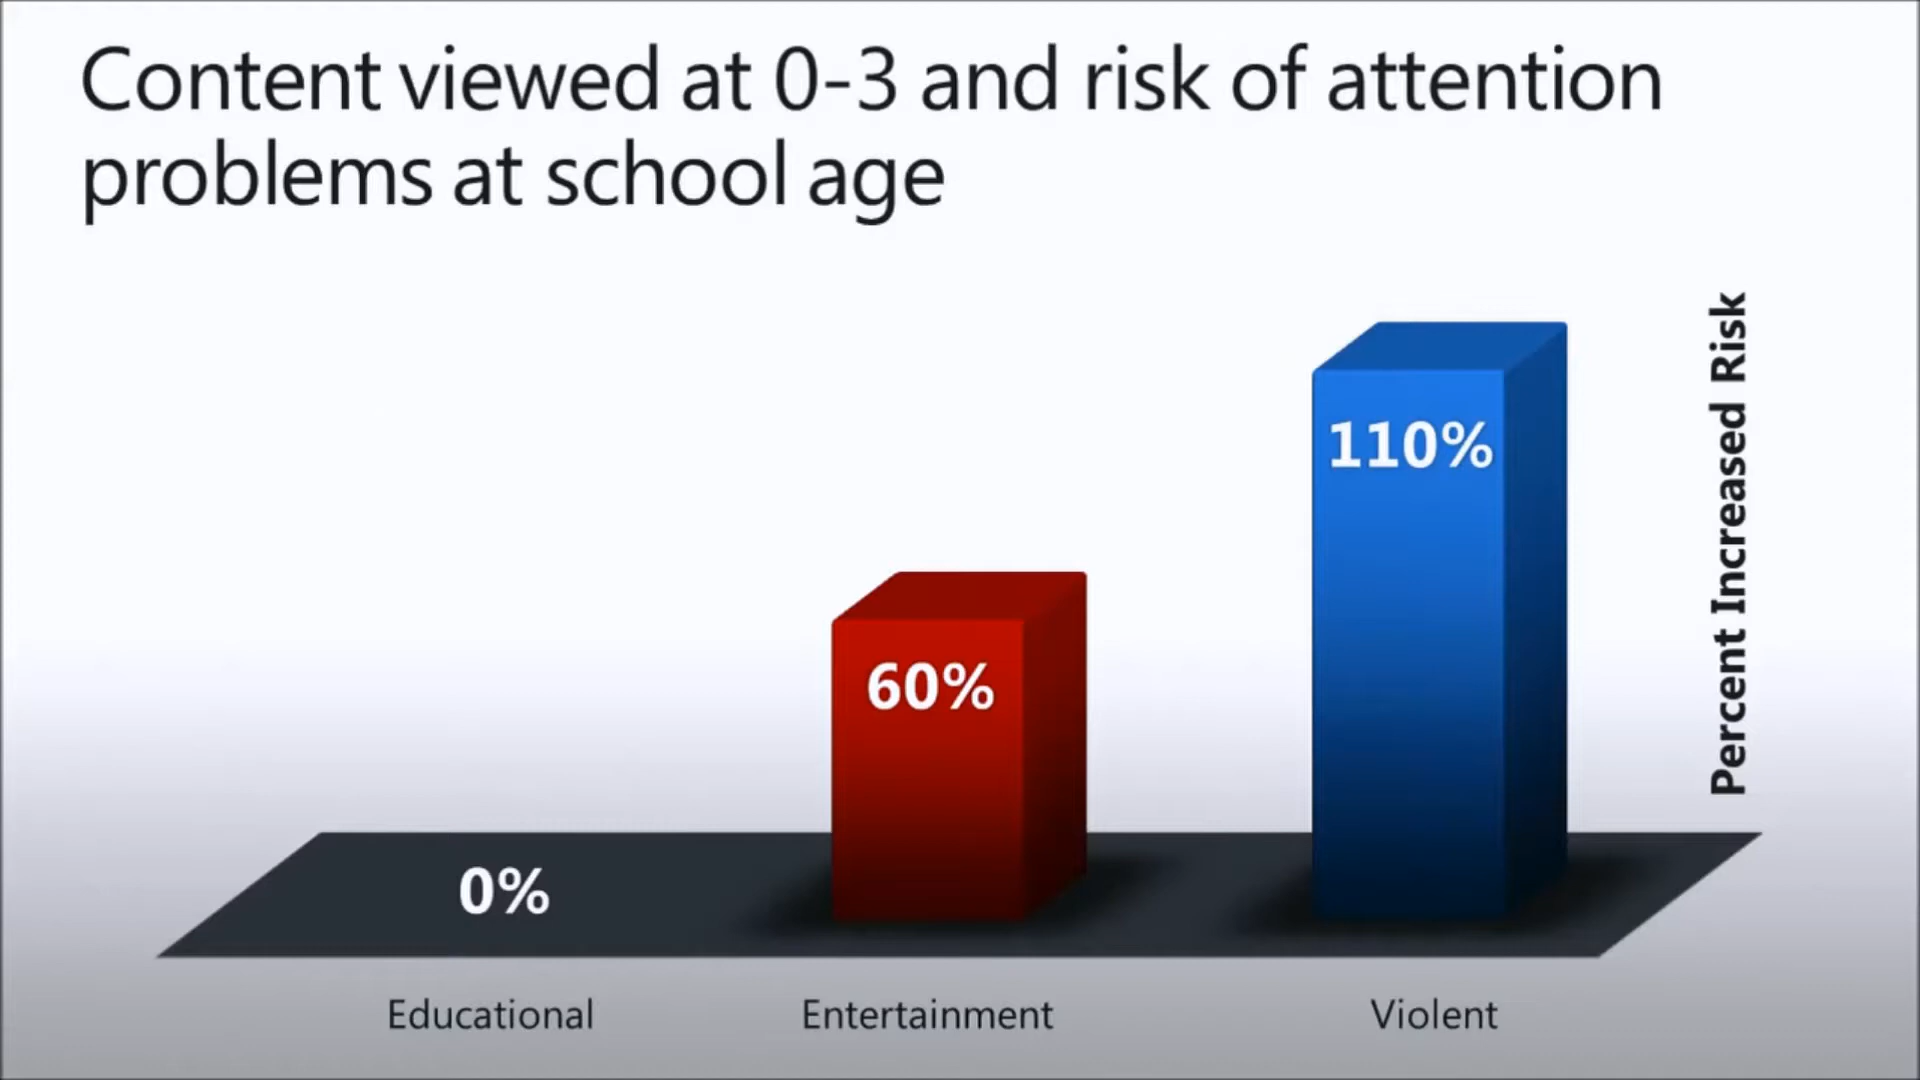 Content viewed at 0-3 and risk of attention
problems at school age
110%
60%
0%
Percent Increased Risk
Educational
Entertainment
Violent